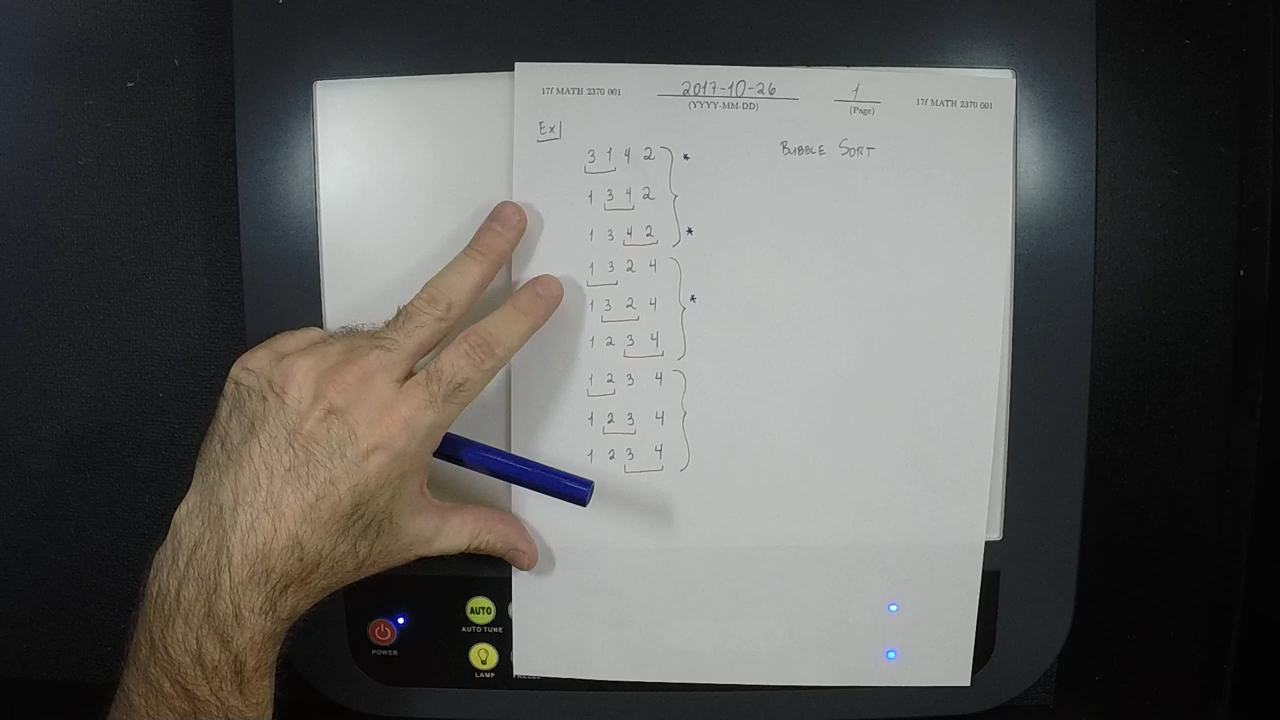 17f MATH 2370 001 2017-10-26 1 17f MATH 2370 001
(YYYY-MM-DD) (Page)
Ex
BUBBLE SORT
3 1 4 2 *
1 3 4 2
1 3 4 2 *
1 3 2 4
1 3 2 4 *
1 2 3 4
1 2 3 4
1 2 3 4
1 2 3 4
AUTO
AUTO TUNE
POWER
LAMP